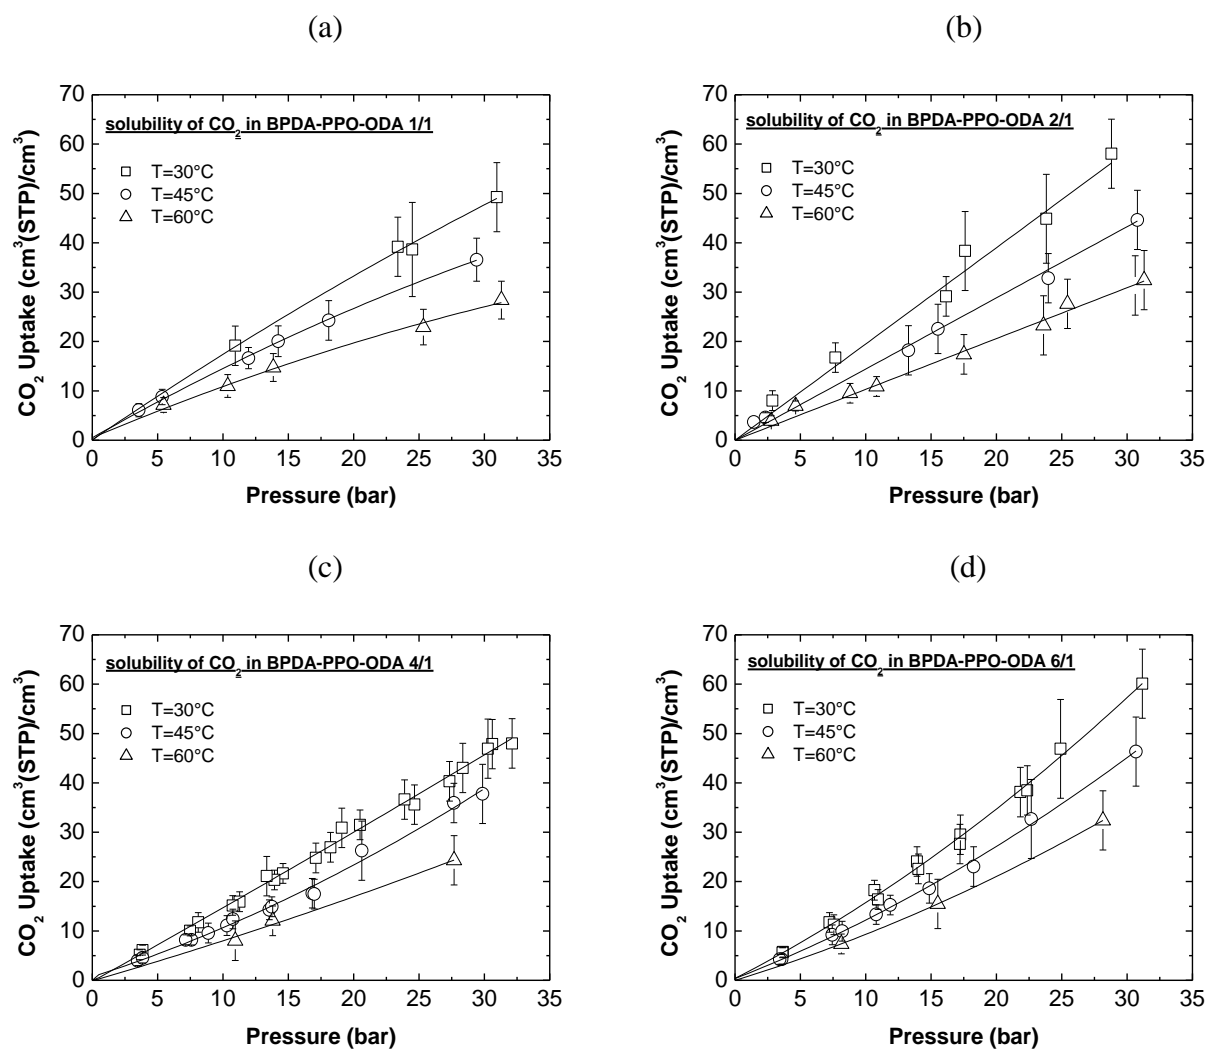 (a)
solubility of CO₂ in BPDA-PPO-ODA 1/1
T=30°C
T=45°C
T=60°C
CO₂ Uptake (cm³(STP)/cm³)
70
60
50
40
30
20
10
0
0 5 10 15 20 25 30 35
Pressure (bar)
(b)
solubility of CO₂ in BPDA-PPO-ODA 2/1
T=30°C
T=45°C
T=60°C
CO₂ Uptake (cm³(STP)/cm³)
70
60
50
40
30
20
10
0
0 5 10 15 20 25 30 35
Pressure (bar)
(c)
solubility of CO₂ in BPDA-PPO-ODA 4/1
T=30°C
T=45°C
T=60°C
CO₂ Uptake (cm³(STP)/cm³)
70
60
50
40
30
20
10
0
0 5 10 15 20 25 30 35
Pressure (bar)
(d)
solubility of CO₂ in BPDA-PPO-ODA 6/1
T=30°C
T=45°C
T=60°C
CO₂ Uptake (cm³(STP)/cm³)
70
60
50
40
30
20
10
0
0 5 10 15 20 25 30 35
Pressure (bar)